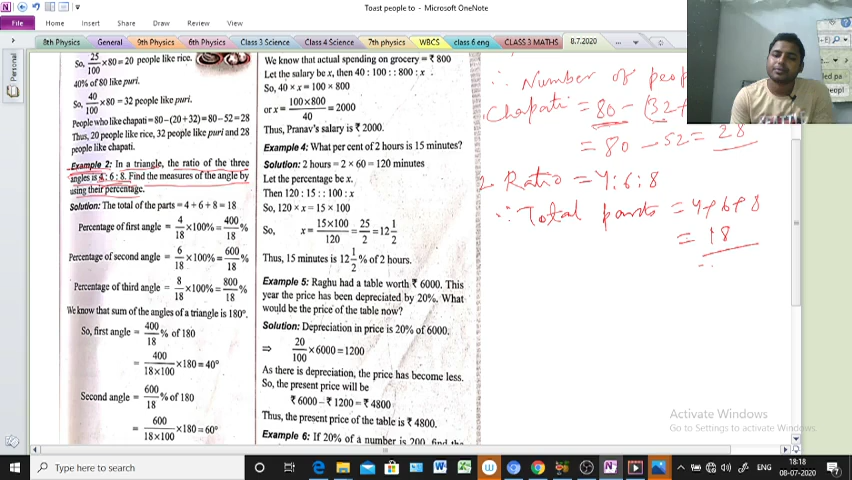 Toast people to ... Microsoft OneNote
File
Home
Insert
Draw
Review
View
8th Physics
General
9th Physics
6th Physics
Class 3 Science
Class 4 Science
7th physics
WBCS
class 6 eng
CLASS 3 MATHS
8.7.2020
Personal
So, 25/100 ×80=20 people like rice.
40% of 80 like puri.
So, 40/100 ×80=32 people like puri.
People who like chapati=80−(20+32)=80−52=28
Thus, 20 people like rice, 32 people like puri and 28
people like chapati.
Example 2: In a triangle, the ratio of the three
angles is 4 : 6 : 8. Find the measures of the angle by
using their percentage.
Solution: The total of the parts = 4 + 6 + 8 = 18
Percentage of first angle = 4/18 ×100%= 400/18
Percentage of second angle = 6/18 ×100%= 600/18
Percentage of third angle = 8/18 ×100%= 800/18
We know that sum of the angles of a triangle is 180°.
So, first angle = 400/18 % of 180
= 400/18×100 ×180=40°
Second angle = 600/18 % of 180
= 600/18×100 ×180=60°
We know that actual spending on grocery = ₹ 800
Let the salary be x, then 40 : 100 : : 800 : x
So, 40 × x = 100 × 800
or x = 100×800/40 = 2000
Thus, Pranav's salary is ₹ 2000.
Example 4: What per cent of 2 hours is 15 minutes?
Solution: 2 hours = 2 × 60 = 120 minutes
Let the percentage be x.
Then 120 : 15 : : 100 : x
So, 120 × x = 15 × 100
So, x = 15×100/120 = 25/2 = 12 1/2
Thus, 15 minutes is 12 1/2 % of 2 hours.
Example 5: Raghu had a table worth ₹ 6000. This
year the price has been depreciated by 20%. What
would be the price of the table now?
Solution: Depreciation in price is 20% of 6000.
⇒ 20/100 ×6000=1200
As there is depreciation, the price has become less.
So, the present price will be
₹ 6000−₹ 1200=₹ 4800
Thus, the present price of the table is ₹ 4800.
Example 6: If 20% of a number is 200, find the
∴ Number of peop
Chapati = 80 − (32+
= 80 − 52 = 28
2. Ratio = 4:6:8
∴ Total parts = 4+6+8
= 18
∴
Activate Windows
Go to Settings to activate Windows.
Type here to search
ENG
18:18
08-07-2020